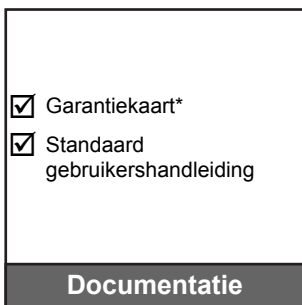 ☑ Garantiekaart*
☑ Standaard
gebruikershandleiding
Documentatie